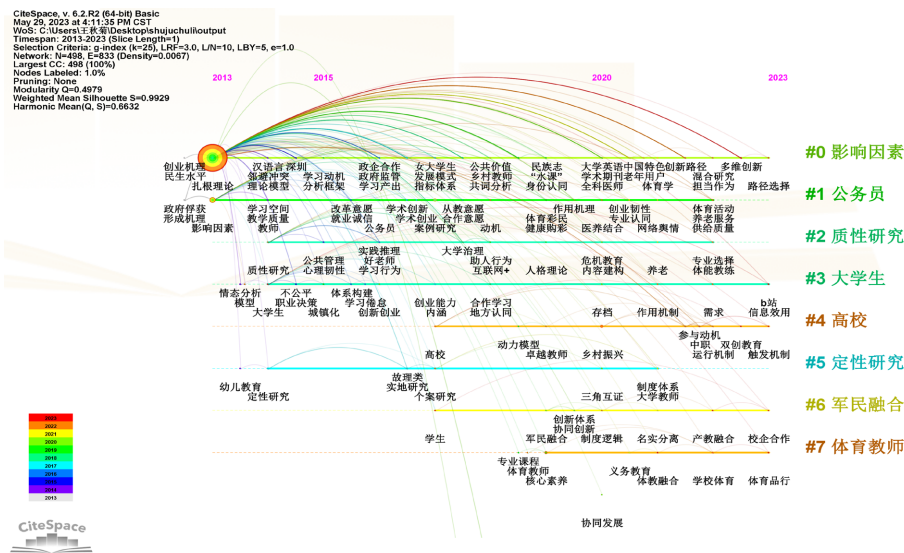 CiteSpace, v. 6.2.R2 (64-bit) Basic
May 29, 2023 at 4:11:35 PM CST
WoS: C:\Users\王秋菊\Desktop\shujuchuli\output
Timespan: 2013-2023 (Slice Length=1)
Selection Criteria: g-index (k=25), LRF=3.0, L/N=10, LBY=5, e=1.0
Network: N=498, E=833 (Density=0.0067)
Largest CC: 498 (100%)
Nodes Labeled: 1.0%
Pruning: None
Modularity Q=0.4979
Weighted Mean Silhouette S=0.9929
Harmonic Mean(Q, S)=0.6632
2013 2015 2020 2023
#0 影响因素
创业机理 汉语言 深圳 政企合作 女大学生 公共价值 民族志 大学英语 中国特色 创新路径 多维创新
民生水平 邻避冲突 学习动机 政府监管 发展模式 乡村教师 “水课” 学术期刊 老年用户 混合研究
扎根理论 理论模型 分析框架 学习产出 指标体系 共词分析 身份认同 全科医师 体育学 担当作为 路径选择
#1 公务员
政府俘获 学习空间 改革意愿 学术创新 从教意愿 作用机理 创业韧性 体育活动
形成机理 教学质量 就业诚信 学术创业 合作意愿 体育彩民 专业认同 养老服务
影响因素 教师 公务员 案例研究 动机 健康购彩 医养结合 网络舆情 供给质量
#2 质性研究
实践推理 大学治理
公共管理 好老师 助人行为 危机教育 专业选择
质性研究 心理韧性 学习行为 互联网+ 人格理论 内容建构 养老 体能教练
#3 大学生
情态分析 不公平 体系构建 b站
模型 职业决策 学习倦怠 创业能力 合作学习 信息效用
大学生 城镇化 创新创业 内涵 地方认同 存档 作用机制 需求
#4 高校
参与动机
动力模型 中职 双创教育
高校 卓越教师 乡村振兴 运行机制 触发机制
#5 定性研究
故理类
幼儿教育 实地研究 制度体系
定性研究 个案研究 三角互证 大学教师
#6 军民融合
创新体系
协同创新
学生 军民融合 制度逻辑 名实分离 产教融合 校企合作
#7 体育教师
专业课程
体育教师 义务教育
核心素养 体教融合 学校体育 体育品行
协同发展
2023
2022
2021
2020
2019
2018
2017
2016
2015
2014
2013
CiteSpace